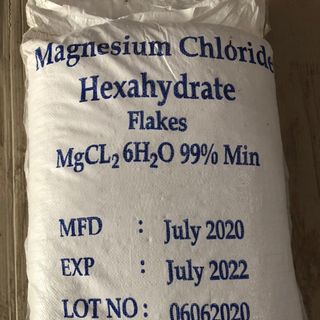 Magnesium Chloride
Hexahydrate
Flakes
MgCL₂ 6H₂O 99% Min
MFD : July 2020
EXP : July 2022
LOT NO : 06062020